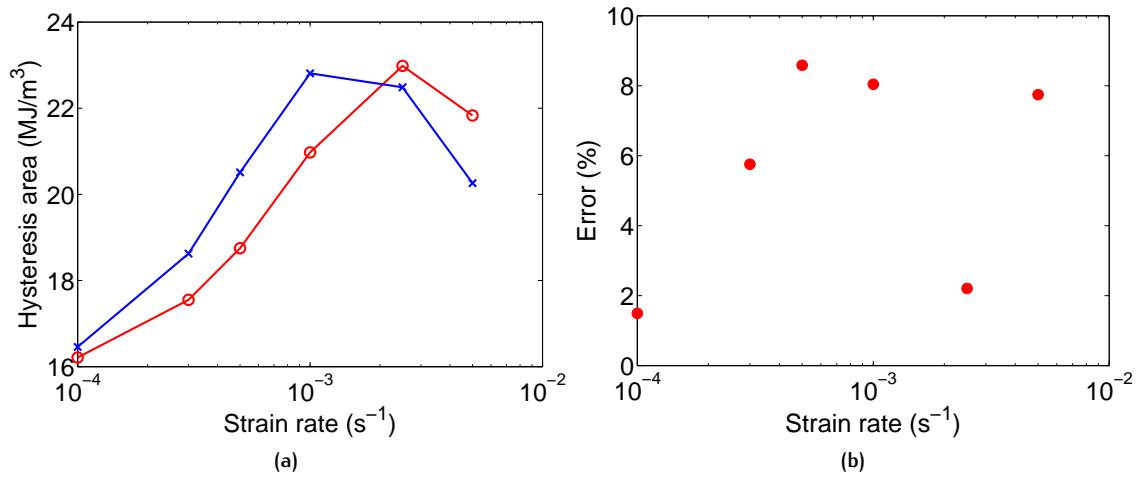 24
22
20
18
16
Hysteresis area (MJ/m³)
10⁻⁴
10⁻³
10⁻²
Strain rate (s⁻¹)
(a)
10
8
6
4
2
0
Error (%)
10⁻⁴
10⁻³
10⁻²
Strain rate (s⁻¹)
(b)